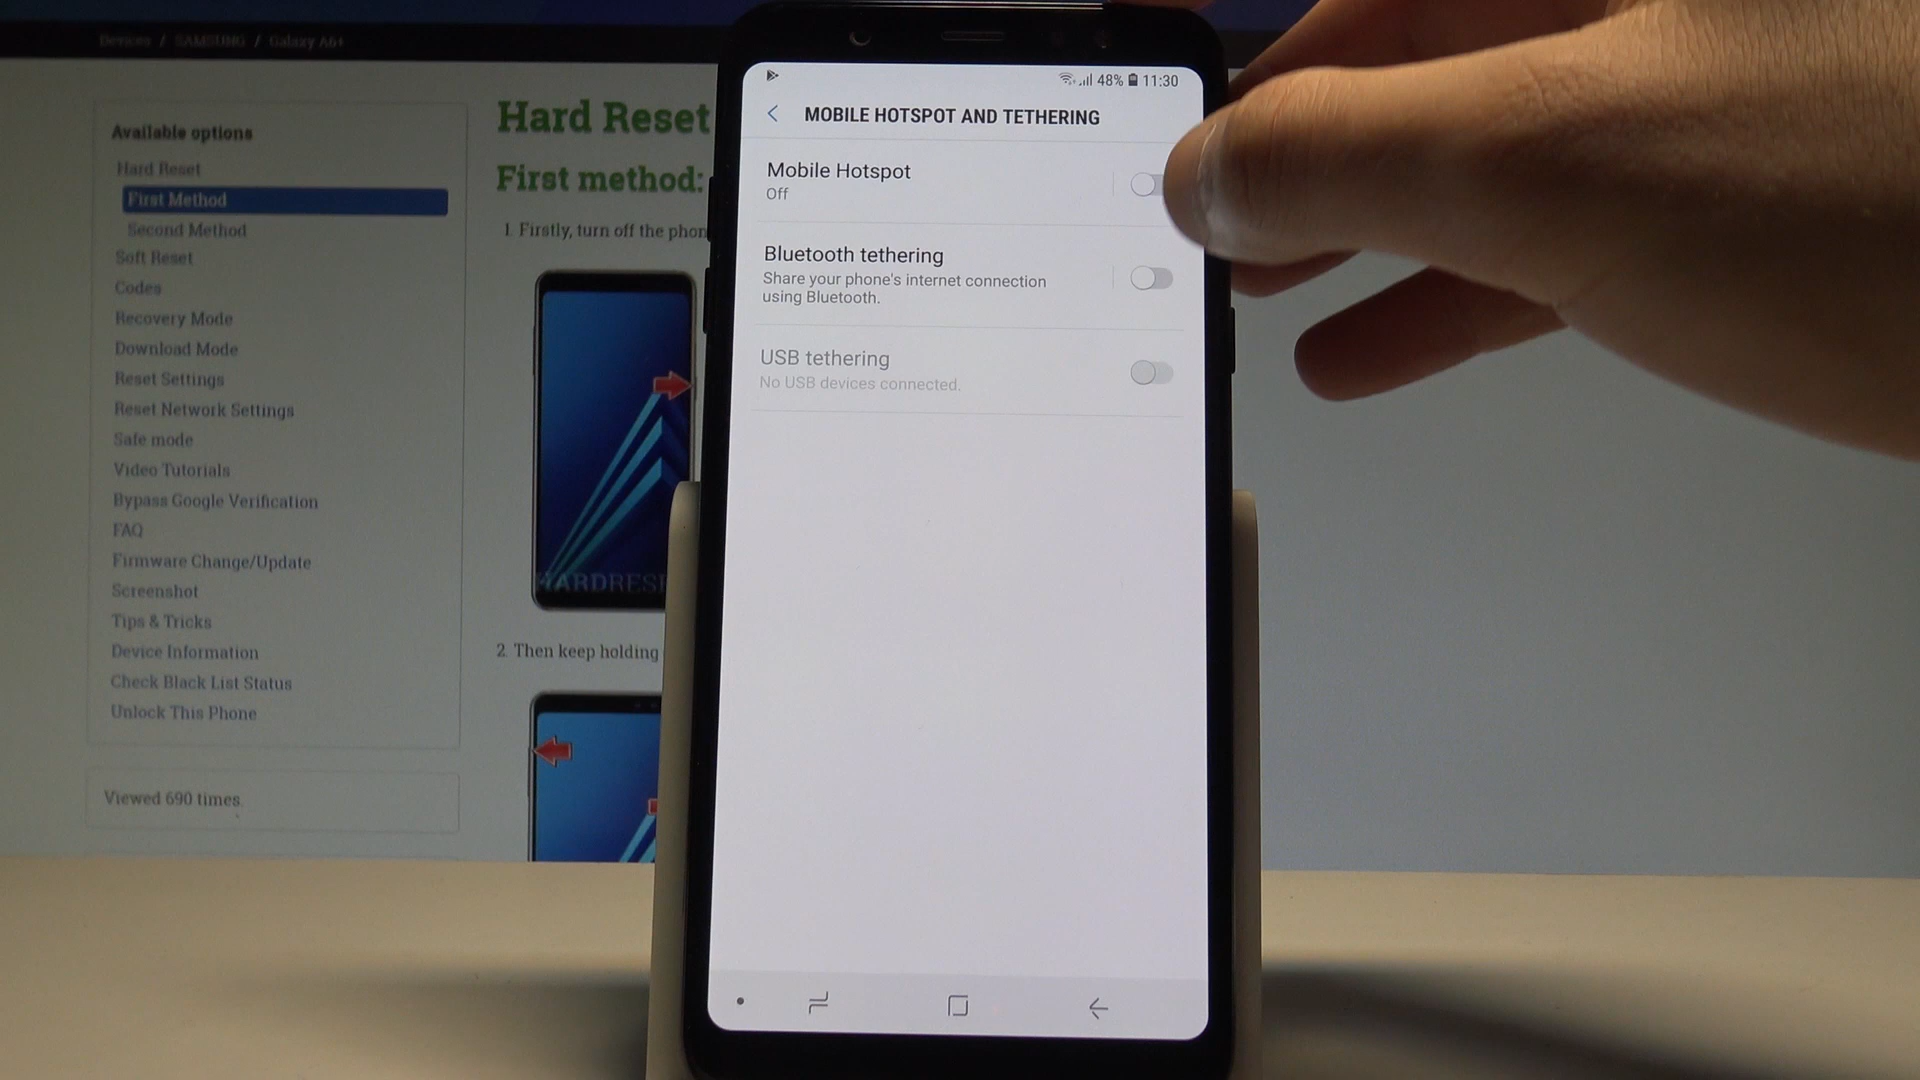 Devices / SAMSUNG / Galaxy A6+
Available options
Hard Reset
First Method
Second Method
Soft Reset
Codes
Recovery Mode
Download Mode
Reset Settings
Reset Network Settings
Safe mode
Video Tutorials
Bypass Google Verification
FAQ
Firmware Change/Update
Screenshot
Tips & Tricks
Device Information
Check Black List Status
Unlock This Phone
Viewed 690 times.
Hard Reset
First method:
1. Firstly, turn off the phon
HARDRESE
2. Then keep holding
48% 11:30
MOBILE HOTSPOT AND TETHERING
Mobile Hotspot
Off
Bluetooth tethering
Share your phone's internet connection
using Bluetooth.
USB tethering
No USB devices connected.